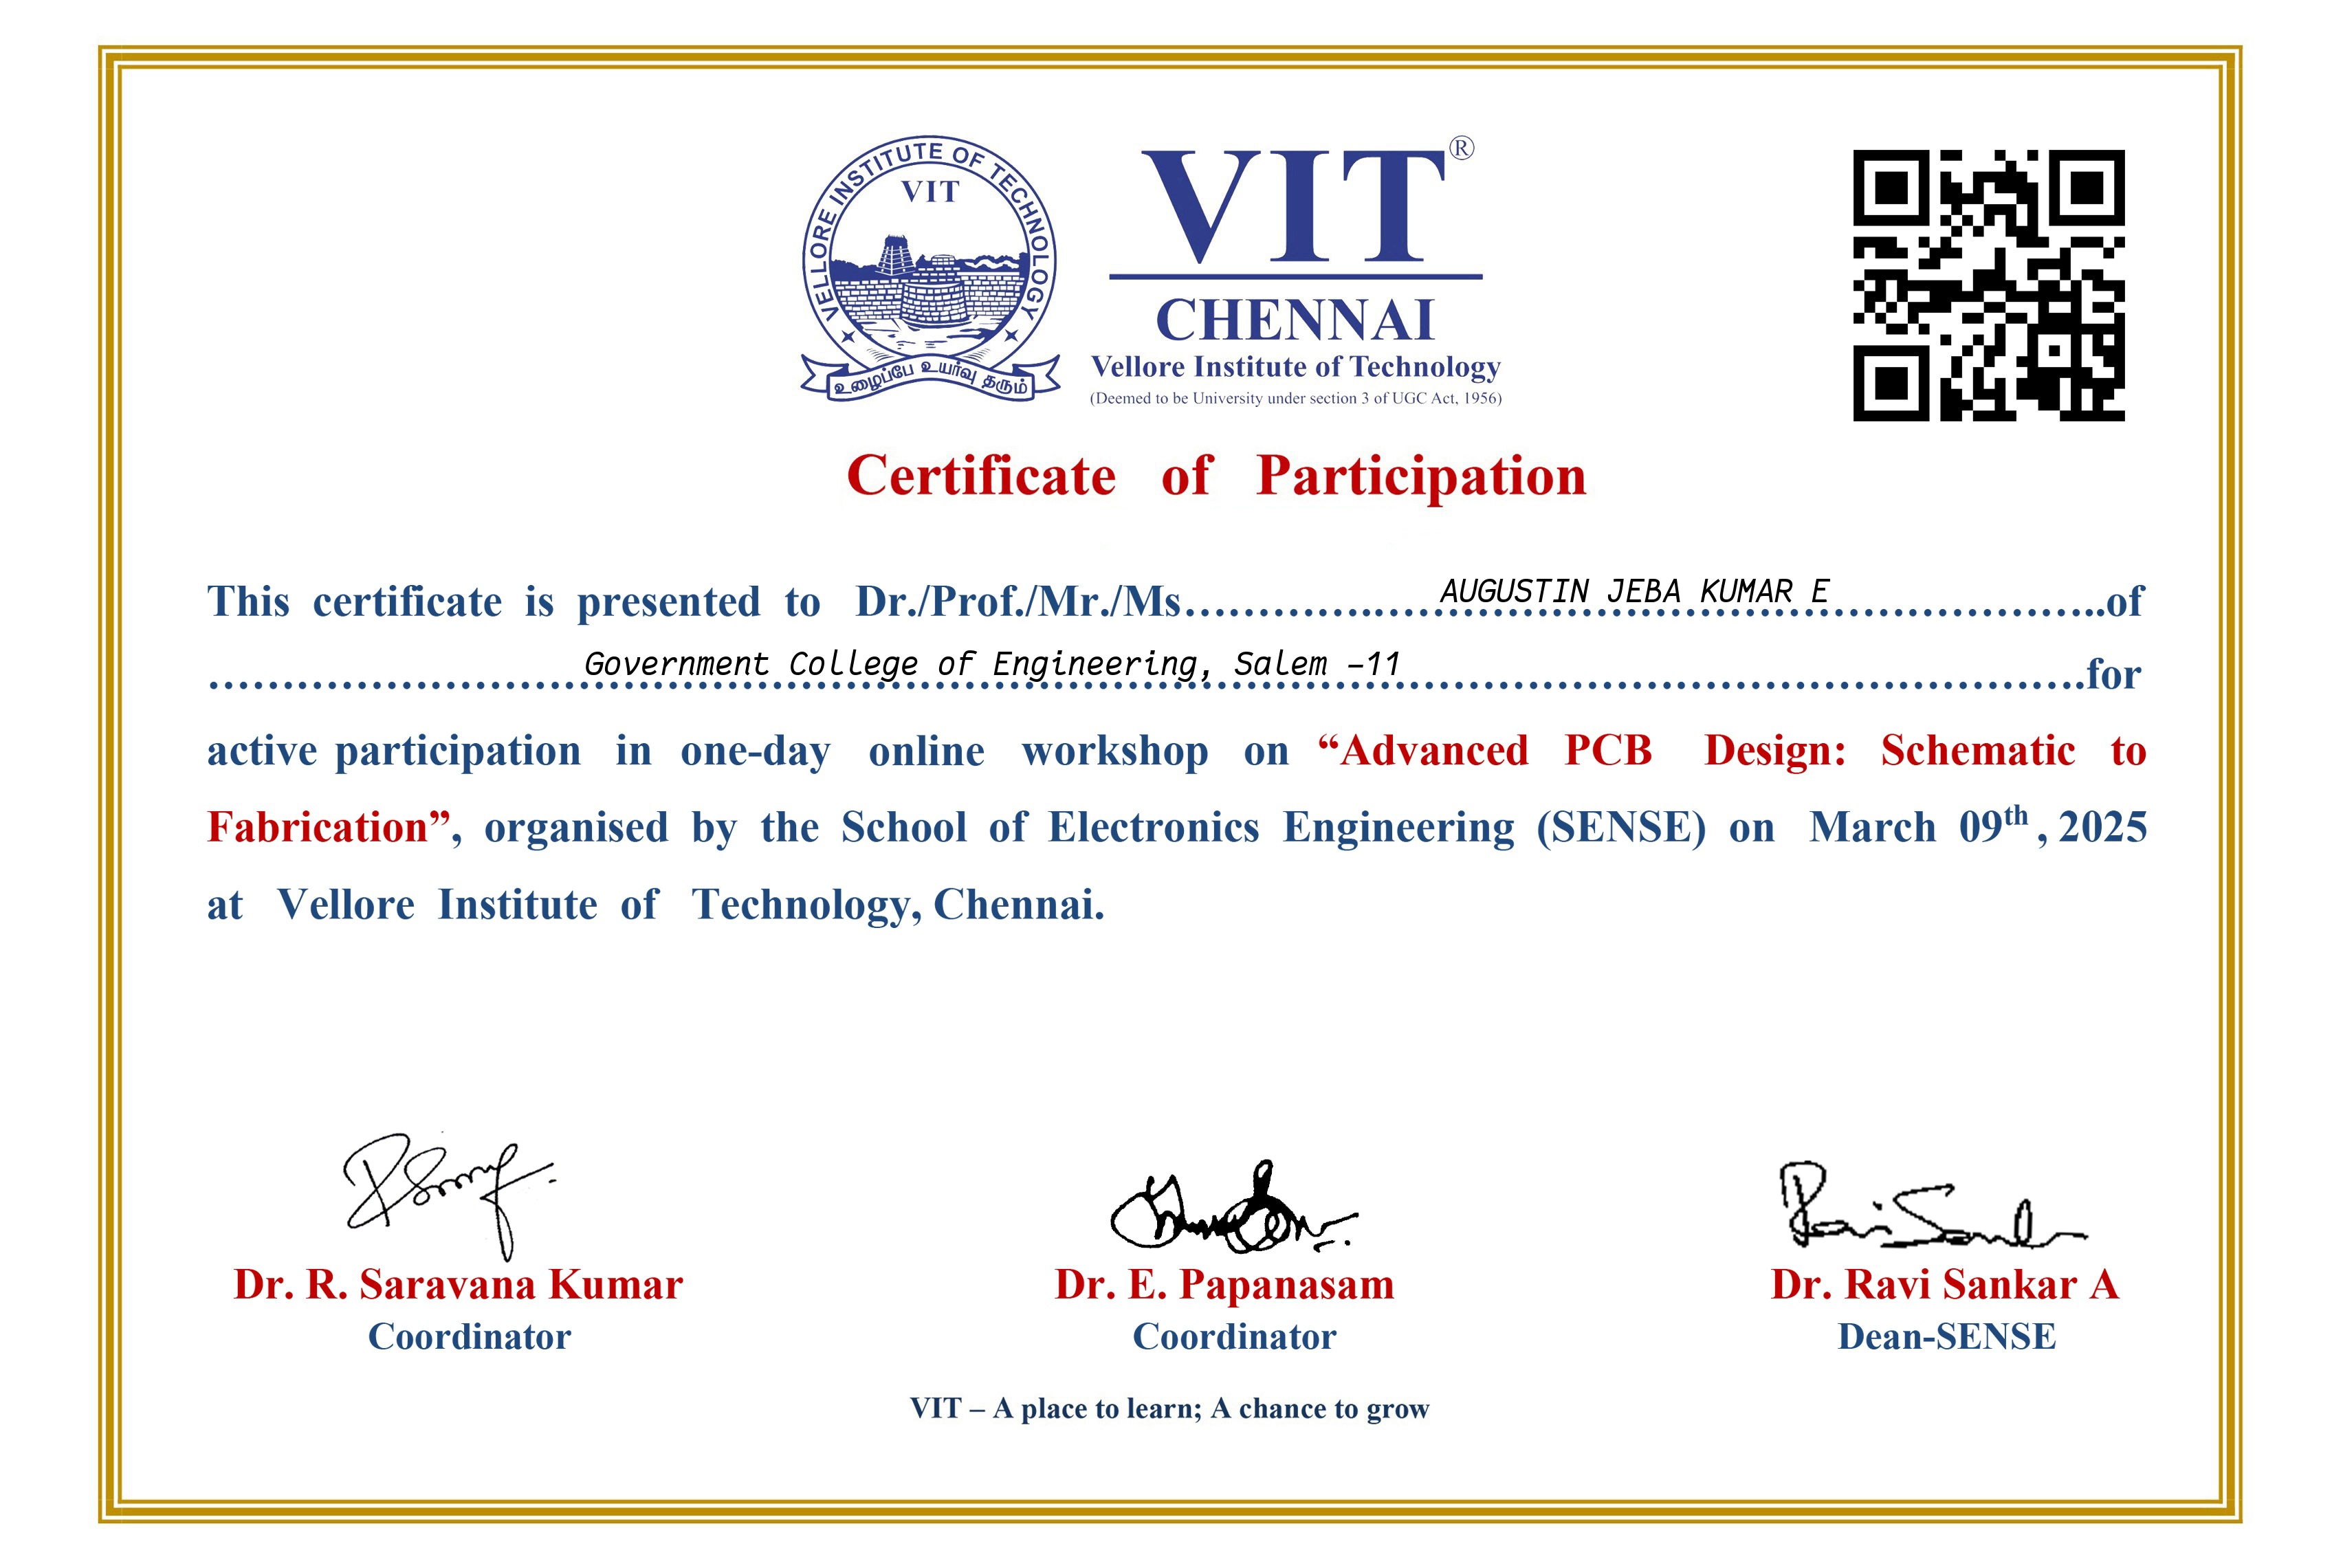 VELLORE INSTITUTE OF TECHNOLOGY
VIT
உழைப்பே உயர்வு தரும்
VIT®
CHENNAI
Vellore Institute of Technology
(Deemed to be University under section 3 of UGC Act, 1956)
Certificate of Participation
This certificate is presented to Dr./Prof./Mr./Ms.............AUGUSTIN JEBA KUMAR E.............of
.............Government College of Engineering, Salem –11.............for
active participation in one-day online workshop on “Advanced PCB Design: Schematic to
Fabrication”, organised by the School of Electronics Engineering (SENSE) on March 09th , 2025
at Vellore Institute of Technology, Chennai.
Dr. R. Saravana Kumar
Coordinator
Dr. E. Papanasam
Coordinator
Dr. Ravi Sankar A
Dean-SENSE
VIT – A place to learn; A chance to grow